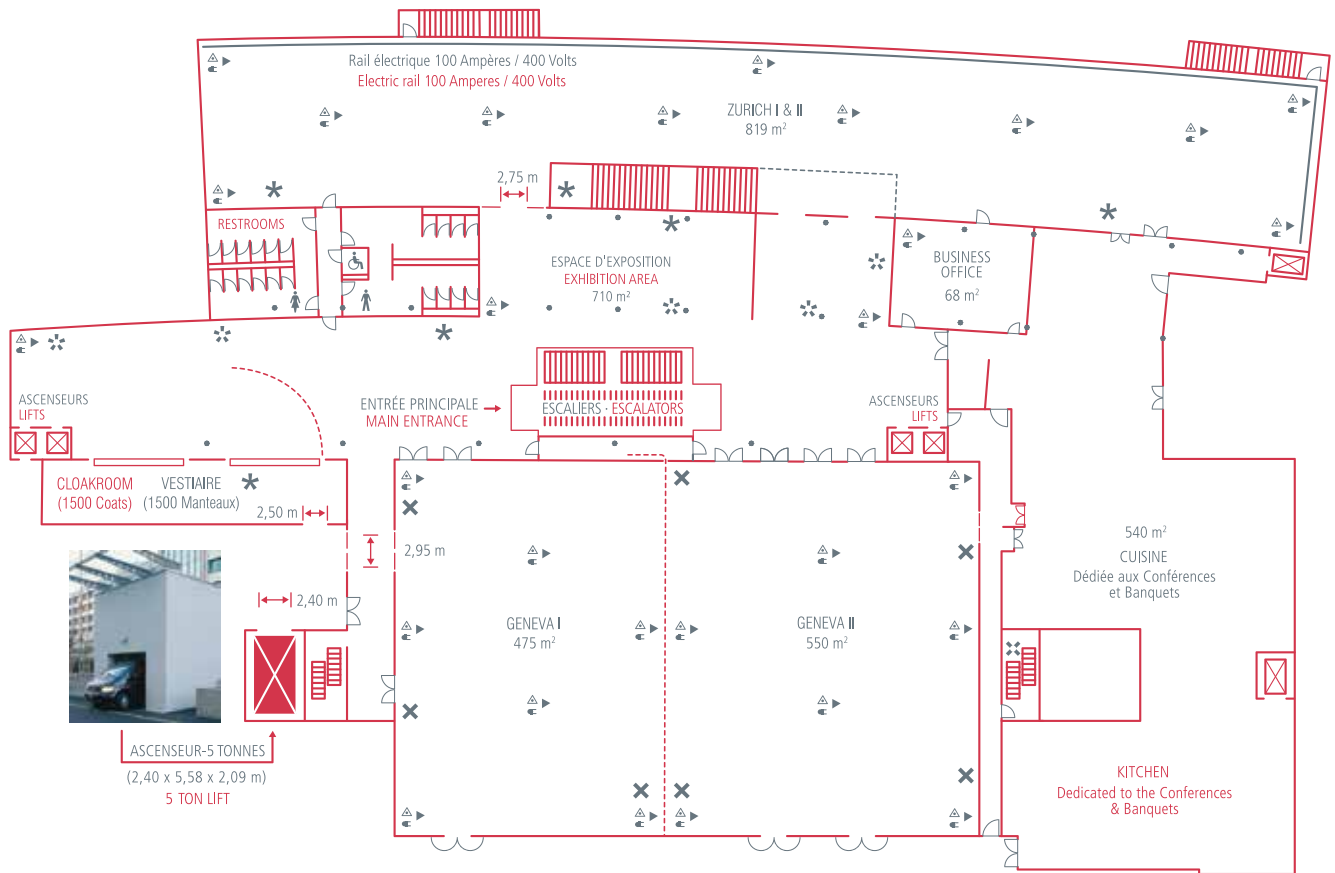 Rail électrique 100 Ampères / 400 Volts
Electric rail 100 Amperes / 400 Volts
ZURICH I & II
819 m²
2,75 m
RESTROOMS
ESPACE D'EXPOSITION
EXHIBITION AREA
710 m²
BUSINESS
OFFICE
68 m²
ASCENSEURS
LIFTS
ENTRÉE PRINCIPALE
MAIN ENTRANCE
ESCALIERS · ESCALATORS
ASCENSEURS
LIFTS
CLOAKROOM
(1500 Coats)
VESTIAIRE
(1500 Manteaux)
2,50 m
2,95 m
2,40 m
GENEVA I
475 m²
GENEVA II
550 m²
540 m²
CUISINE
Dédiée aux Conférences
et Banquets
ASCENSEUR-5 TONNES
(2,40 x 5,58 x 2,09 m)
5 TON LIFT
KITCHEN
Dedicated to the Conferences
& Banquets